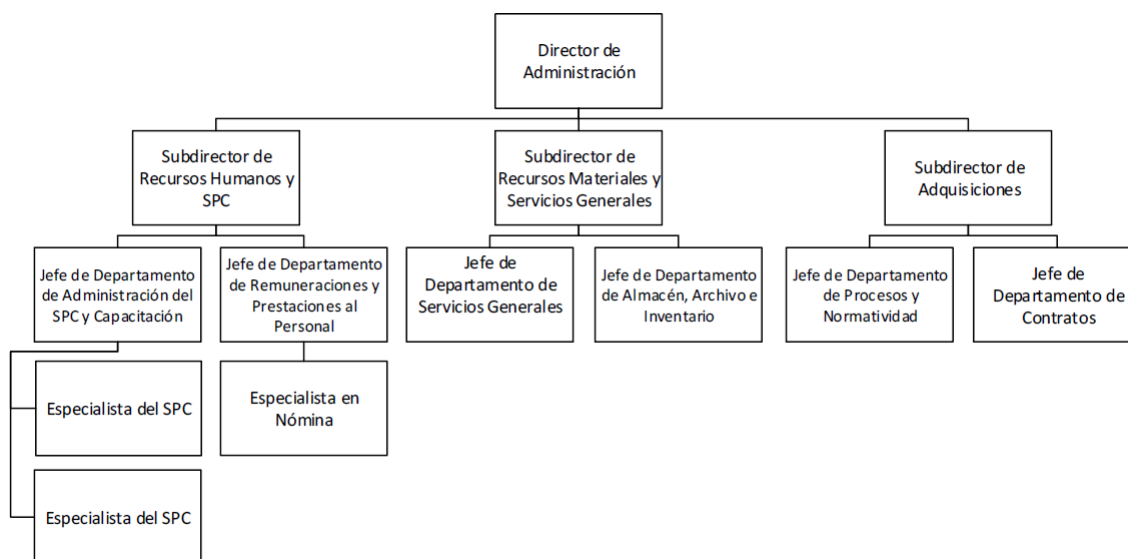 Director de
Administración
Subdirector de
Recursos Humanos y
SPC
Subdirector de
Recursos Materiales y
Servicios Generales
Subdirector de
Adquisiciones
Jefe de Departamento
de Administración del
SPC y Capacitación
Jefe de Departamento
de Remuneraciones y
Prestaciones al
Personal
Jefe de
Departamento de
Servicios Generales
Jefe de Departamento
de Almacén, Archivo e
Inventario
Jefe de Departamento
de Procesos y
Normatividad
Jefe de
Departamento de
Contratos
Especialista del SPC
Especialista en
Nómina
Especialista del SPC